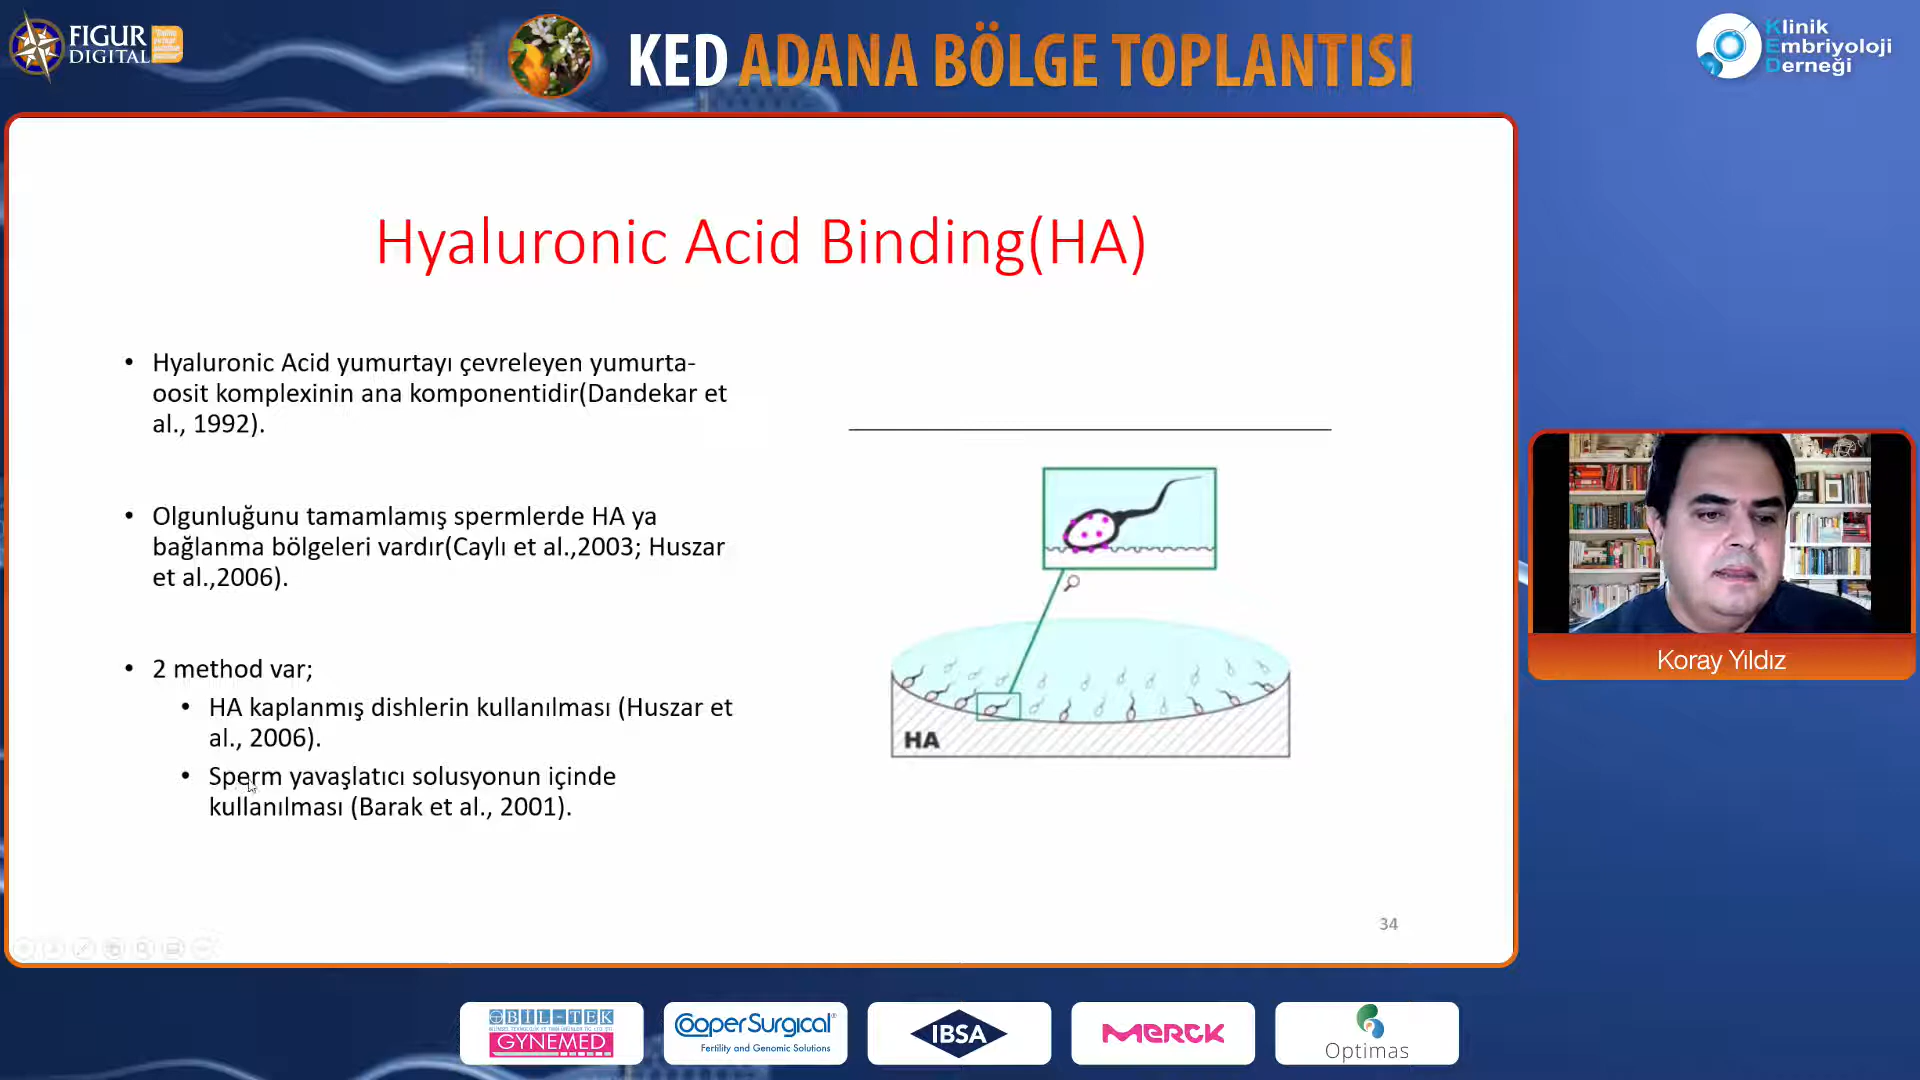 FIGUR
DIGITAL
KED ADANA BÖLGE TOPLANTISI
Klinik
Embriyoloji
Derneği
Hyaluronic Acid Binding(HA)
• Hyaluronic Acid yumurtayı çevreleyen yumurta-
oosit komplexinin ana komponentidir(Dandekar et
al., 1992).
• Olgunluğunu tamamlamış spermlerde HA ya
bağlanma bölgeleri vardır(Caylı et al.,2003; Huszar
et al.,2006).
• 2 method var;
• HA kaplanmış dishlerin kullanılması (Huszar et
al., 2006).
• Sperm yavaşlatıcı solusyonun içinde
kullanılması (Barak et al., 2001).
HA
34
Koray Yıldız
BİL-TEK
GYNEMED
CooperSurgical
Fertility and Genomic Solutions
IBSA
MERCK
Optimas